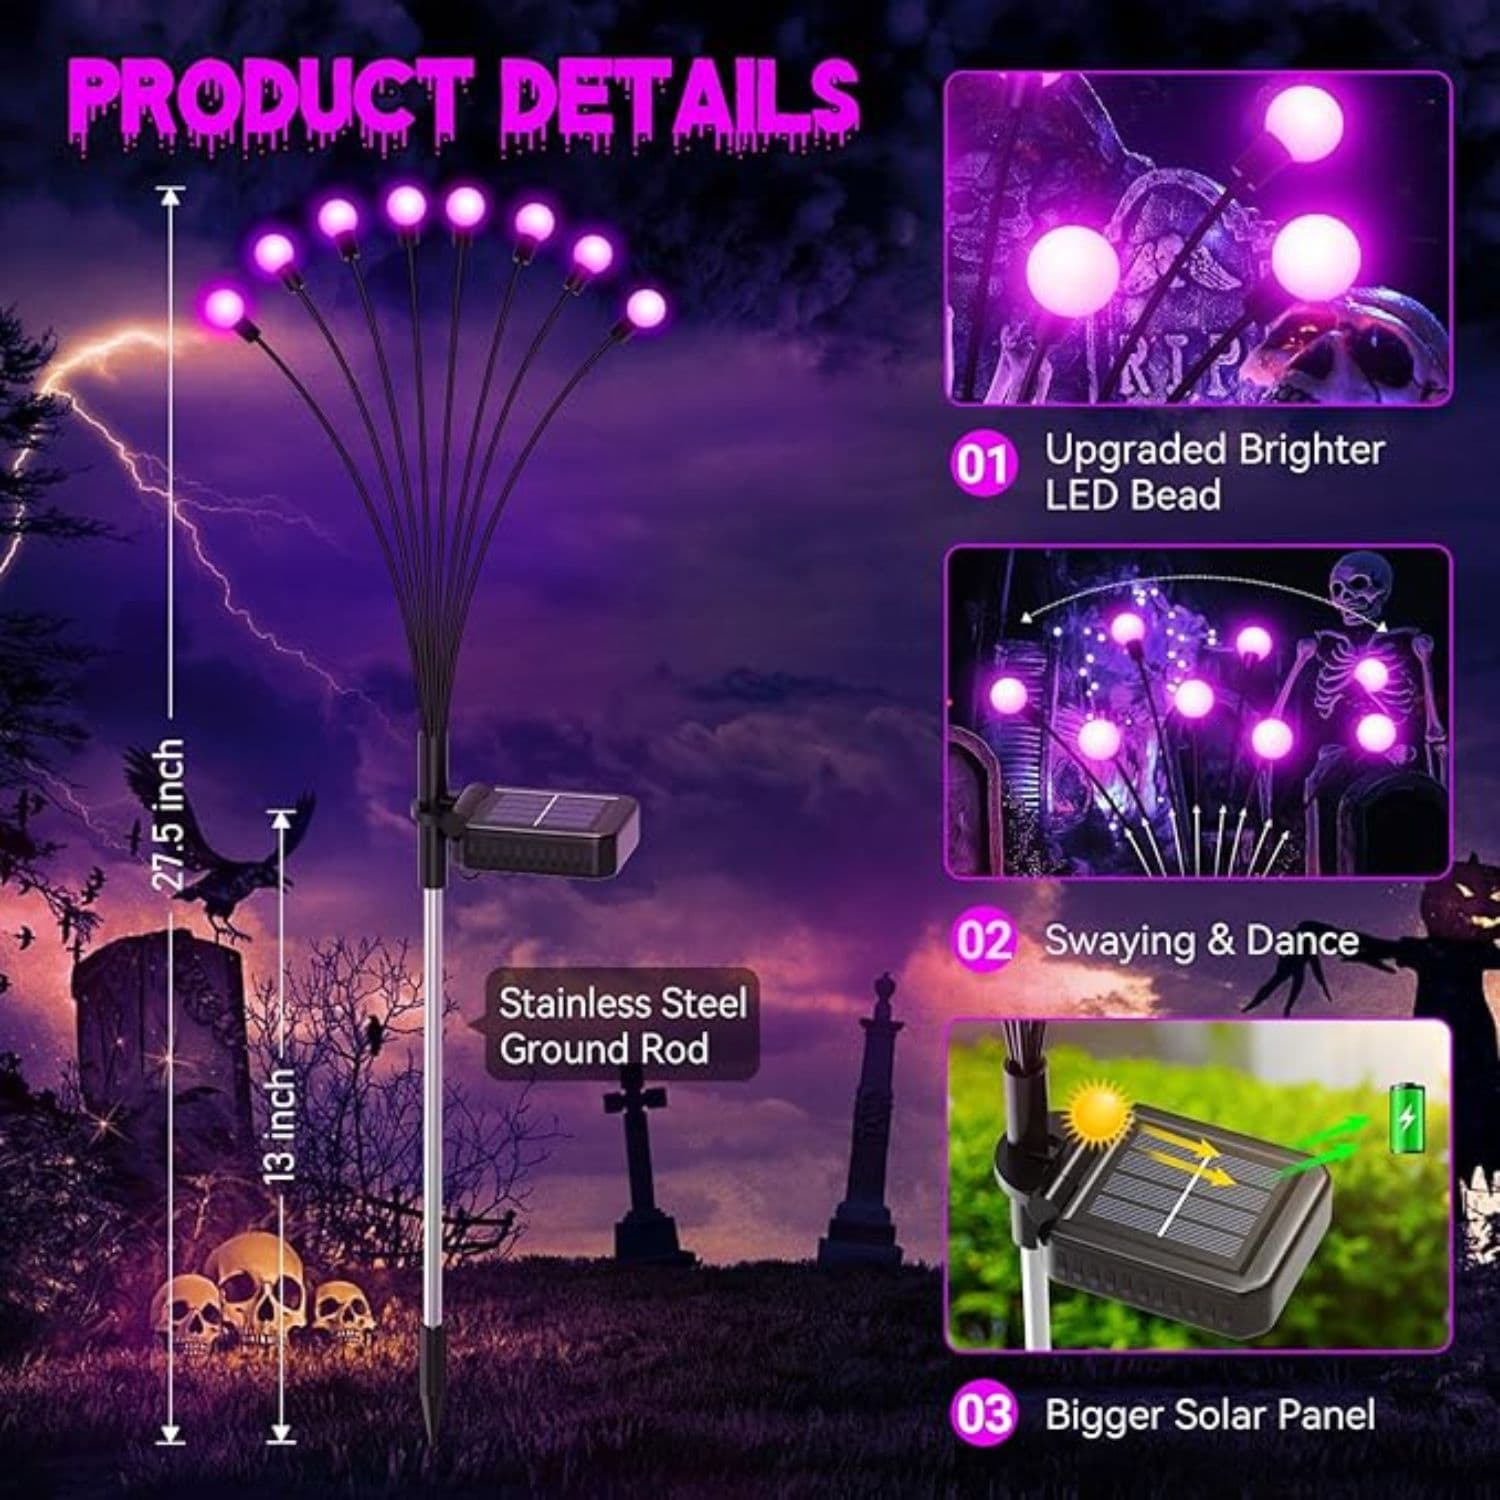 PRODUCT DETAILS
27.5 inch
13 inch
Stainless Steel
Ground Rod
RIP
01
Upgraded Brighter
LED Bead
02
Swaying & Dance
03
Bigger Solar Panel